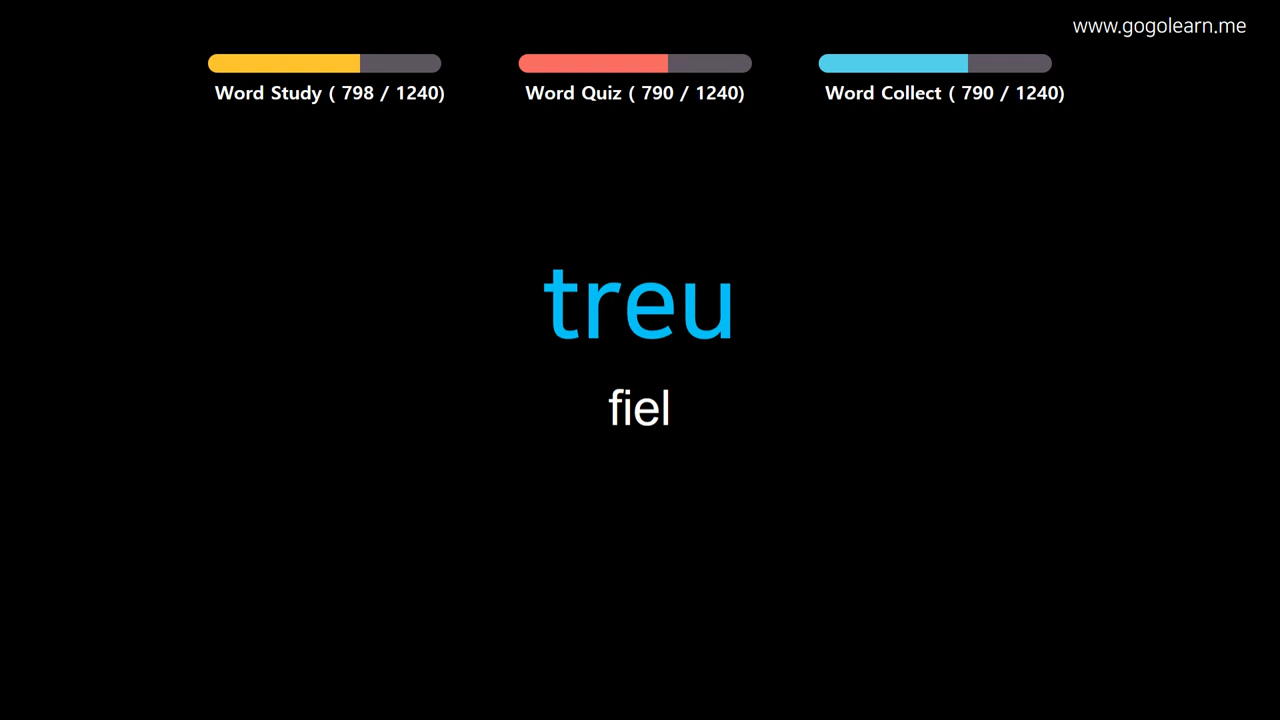 www.gogolearn.me
Word Study ( 798 / 1240)
Word Quiz ( 790 / 1240)
Word Collect ( 790 / 1240)
treu
fiel